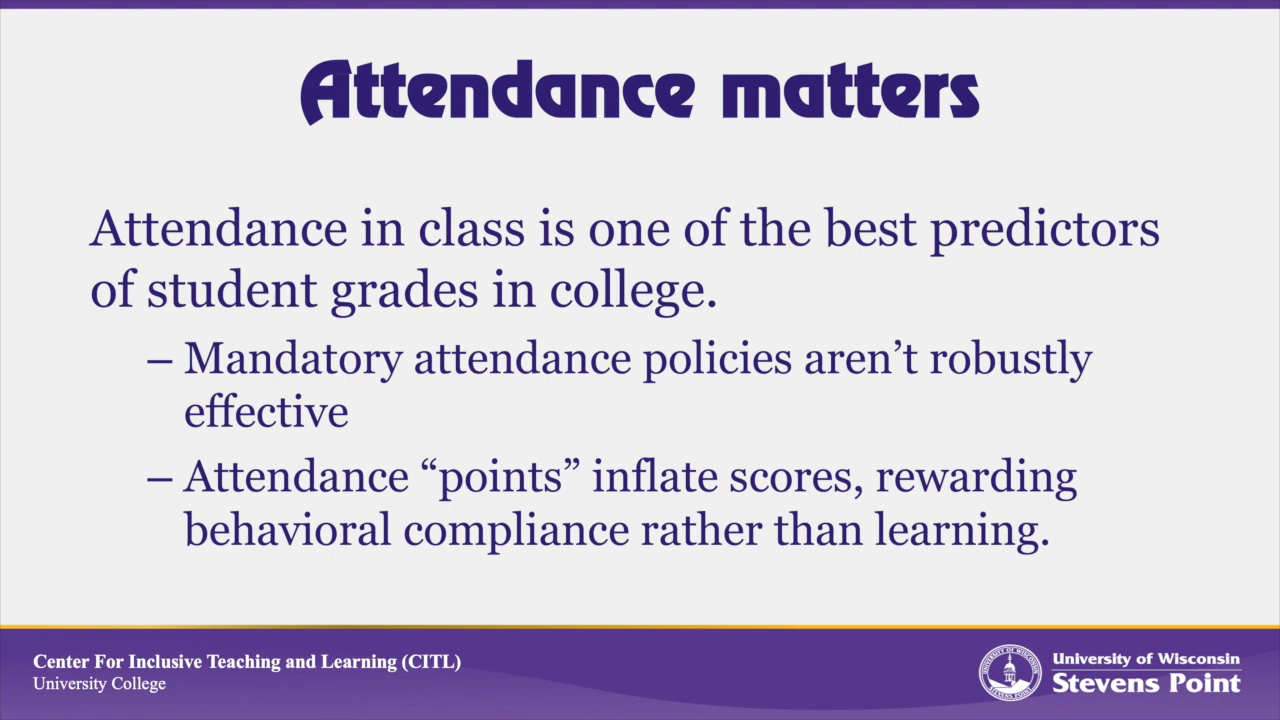 Attendance matters
Attendance in class is one of the best predictors
of student grades in college.
– Mandatory attendance policies aren’t robustly
effective
– Attendance “points” inflate scores, rewarding
behavioral compliance rather than learning.
Center For Inclusive Teaching and Learning (CITL)
University College
University of Wisconsin
Stevens Point